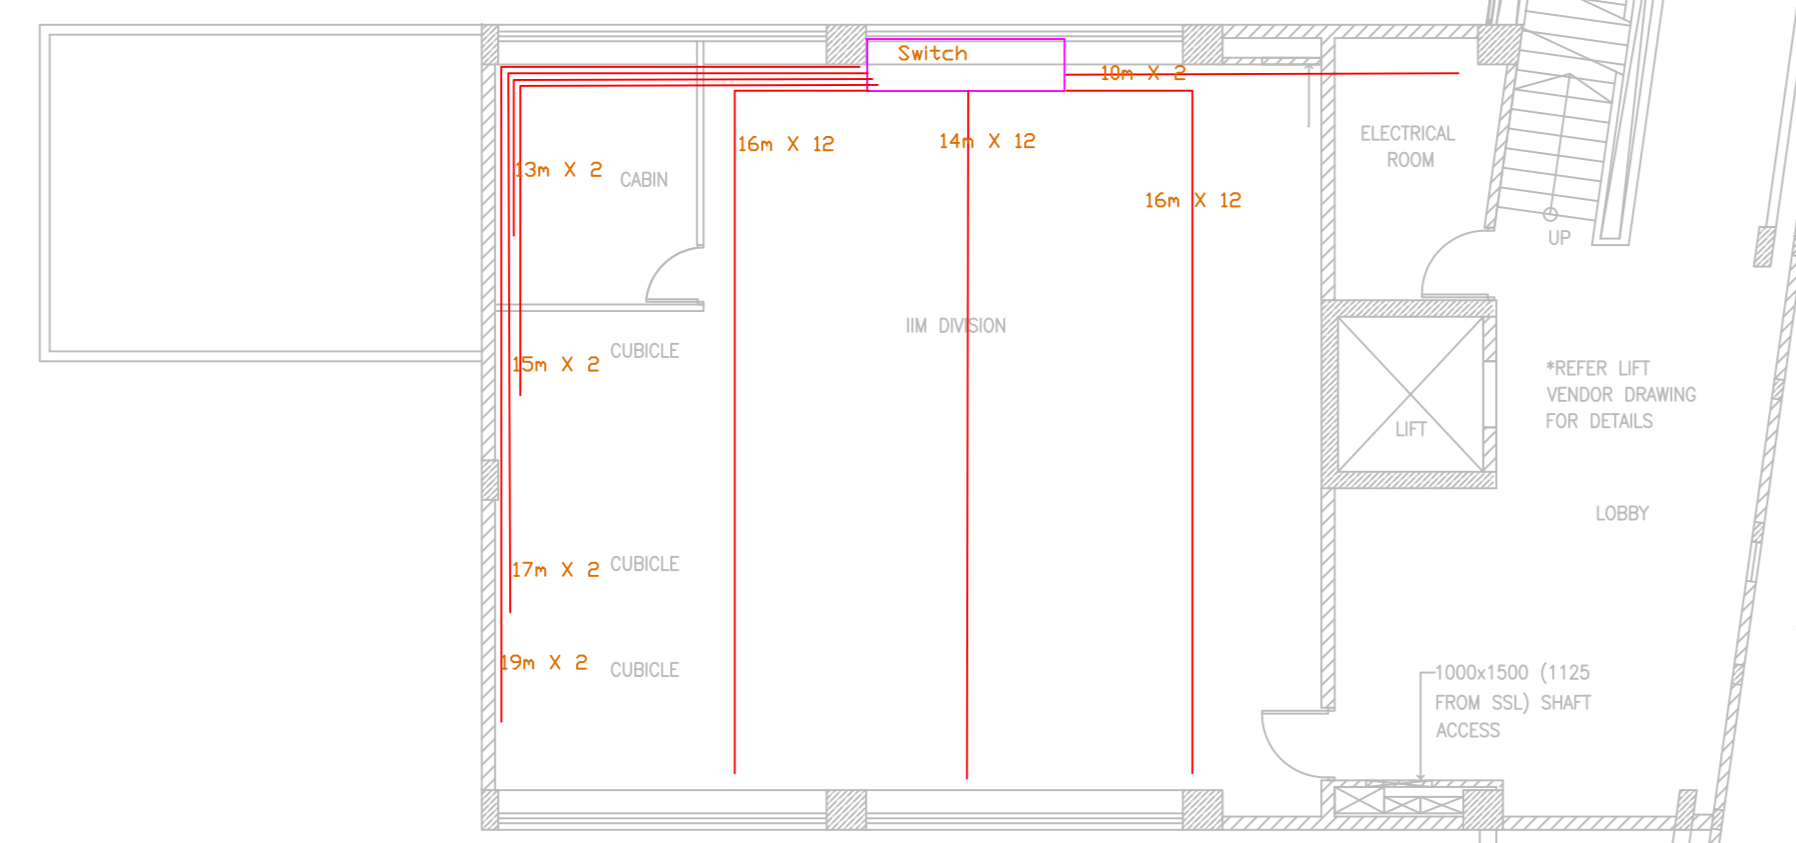 Switch
10m X 2
16m X 12
14m X 12
13m X 2
CABIN
16m X 12
ELECTRICAL
ROOM
UP
IIM DIVISION
15m X 2
CUBICLE
*REFER LIFT
VENDOR DRAWING
FOR DETAILS
LIFT
LOBBY
17m X 2
CUBICLE
19m X 2
CUBICLE
1000x1500 (1125
FROM SSL) SHAFT
ACCESS